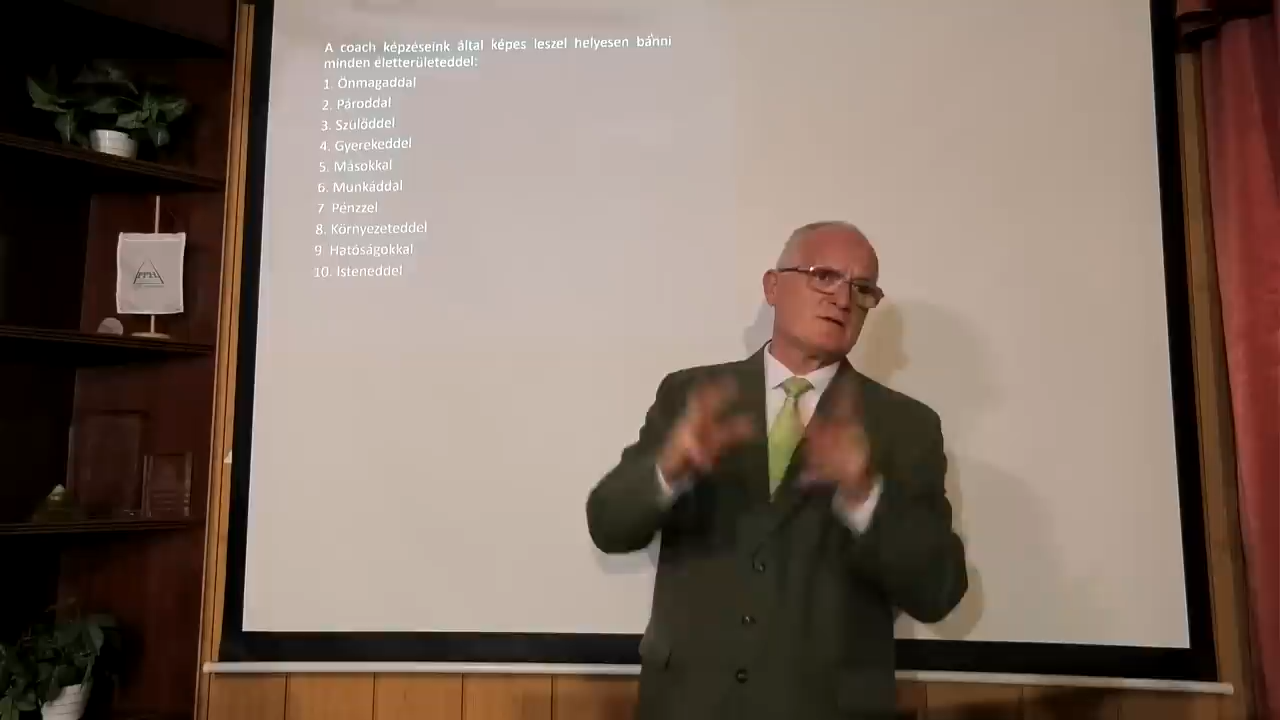 A coach képzéseink által képes leszel helyesen bánni
minden életterületeddel:
1. Önmagaddal
2. Pároddal
3. Szülőddel
4. Gyerekeddel
5. Másokkal
6. Munkáddal
7 Pénzzel
8. Környezeteddel
9 Hatóságokkal
10. Isteneddel